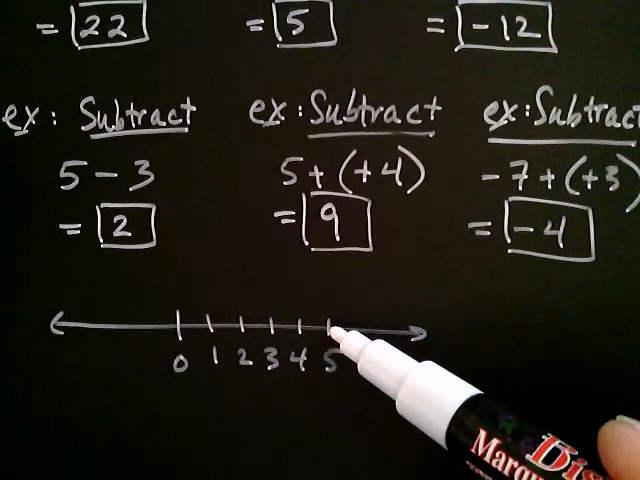 = 22 = 5 = -12
ex: Subtract ex: Subtract ex: Subtract
5 - 3 5 + (+4) -7 + (+3)
= 2 = 9 = -4
0 1 2 3 4 5